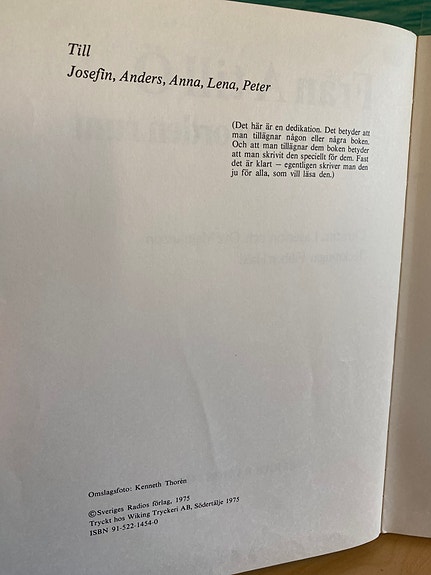 Till
Josefin, Anders, Anna, Lena, Peter
(Det här är en dedikation. Det betyder att
man tillägnar någon eller några boken.
Och att man tillägnar dem boken betyder
att man skrivit den speciellt för dem. Fast
det är klart – egentligen skriver man den
ju för alla, som vill läsa den.)
Omslagsfoto: Kenneth Thorén
© Sveriges Radios förlag, 1975
Tryckt hos Wiking Tryckeri AB, Södertälje 1975
ISBN 91-522-1454-0